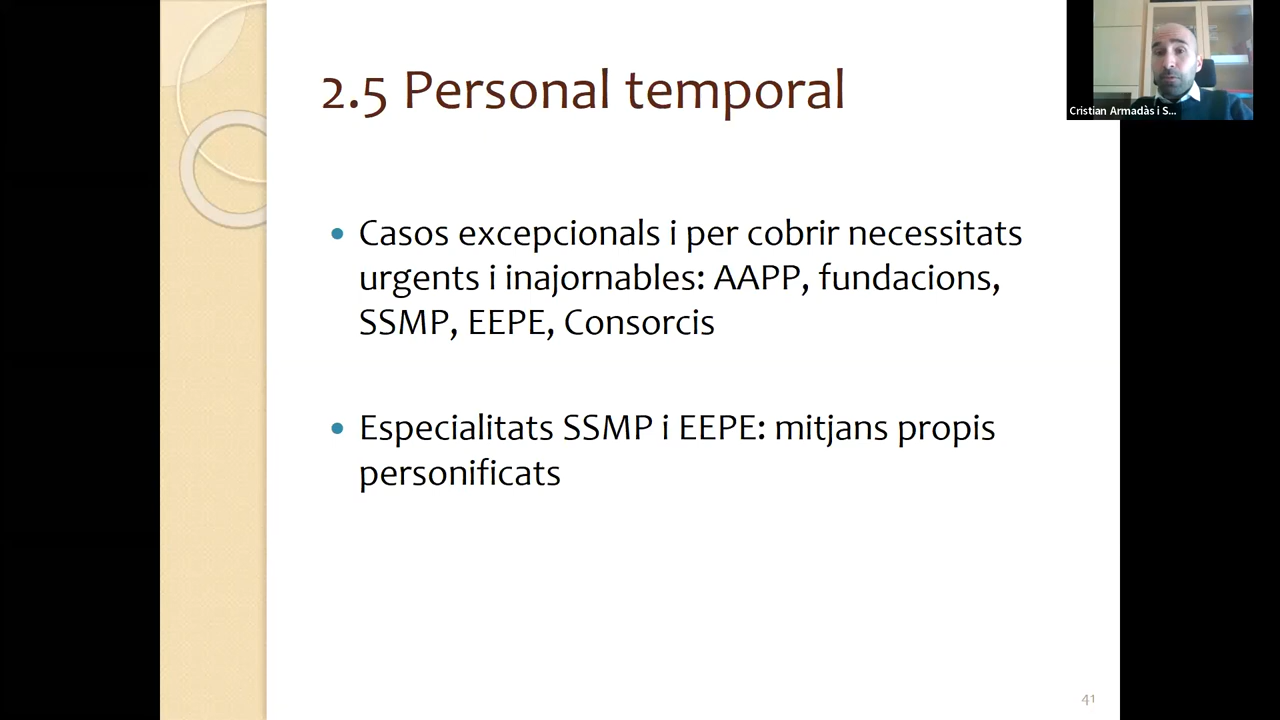 2.5 Personal temporal
Cristian Armadàs i S...
• Casos excepcionals i per cobrir necessitats
urgents i inajornables: AAPP, fundacions,
SSMP, EEPE, Consorcis
• Especialitats SSMP i EEPE: mitjans propis
personificats
41